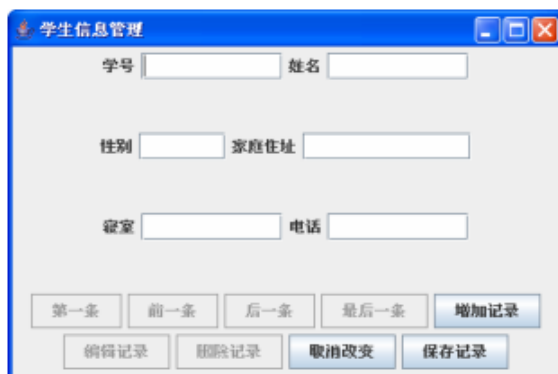 学生信息管理
学号 姓名
性别 家庭住址
寝室 电话
第一条 前一条 后一条 最后一条 增加记录
编辑记录 删除记录 取消改变 保存记录